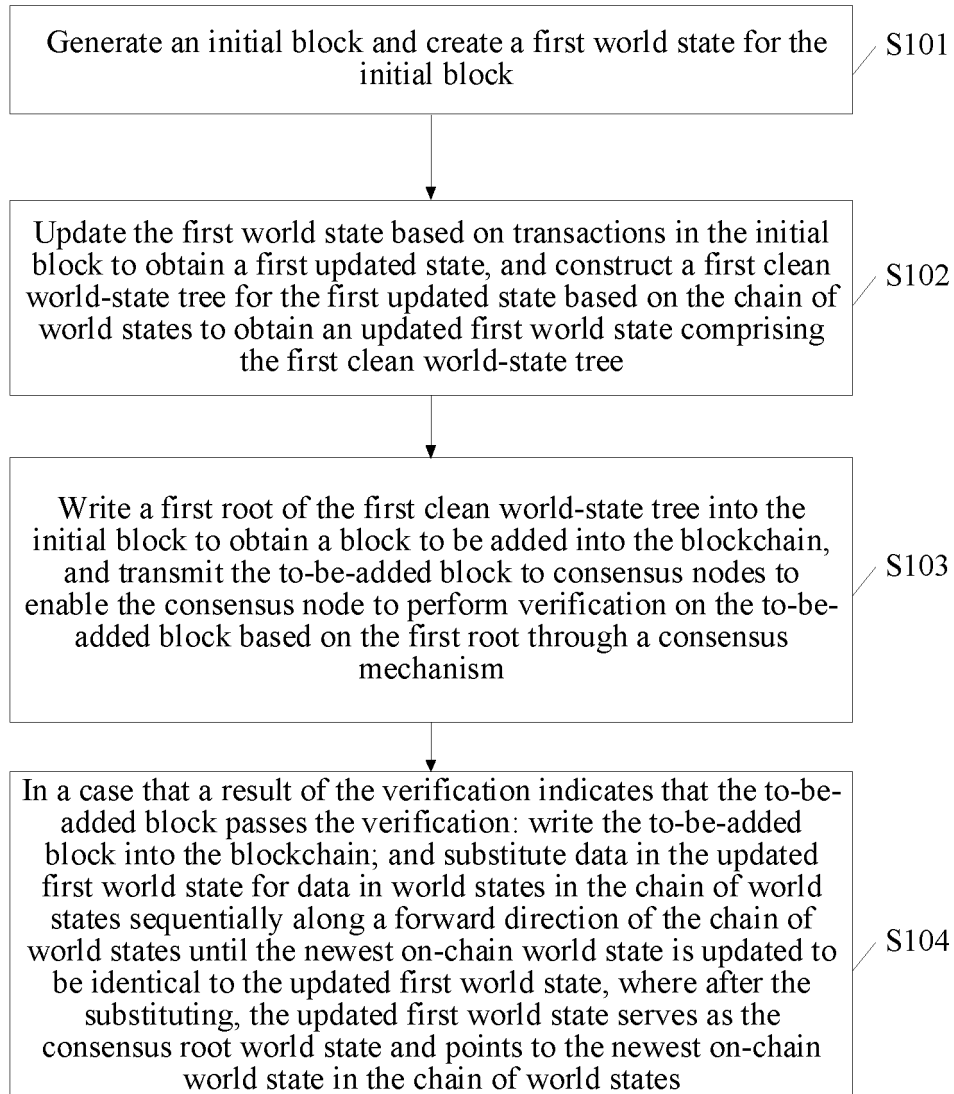 Generate an initial block and create a first world state for the
initial block
S101
Update the first world state based on transactions in the initial
block to obtain a first updated state, and construct a first clean
world-state tree for the first updated state based on the chain of
world states to obtain an updated first world state comprising
the first clean world-state tree
S102
Write a first root of the first clean world-state tree into the
initial block to obtain a block to be added into the blockchain,
and transmit the to-be-added block to consensus nodes to
enable the consensus node to perform verification on the to-be-
added block based on the first root through a consensus
mechanism
S103
In a case that a result of the verification indicates that the to-be-
added block passes the verification: write the to-be-added
block into the blockchain; and substitute data in the updated
first world state for data in world states in the chain of world
states sequentially along a forward direction of the chain of
world states until the newest on-chain world state is updated to
be identical to the updated first world state, where after the
substituting, the updated first world state serves as the
consensus root world state and points to the newest on-chain
world state in the chain of world states
S104